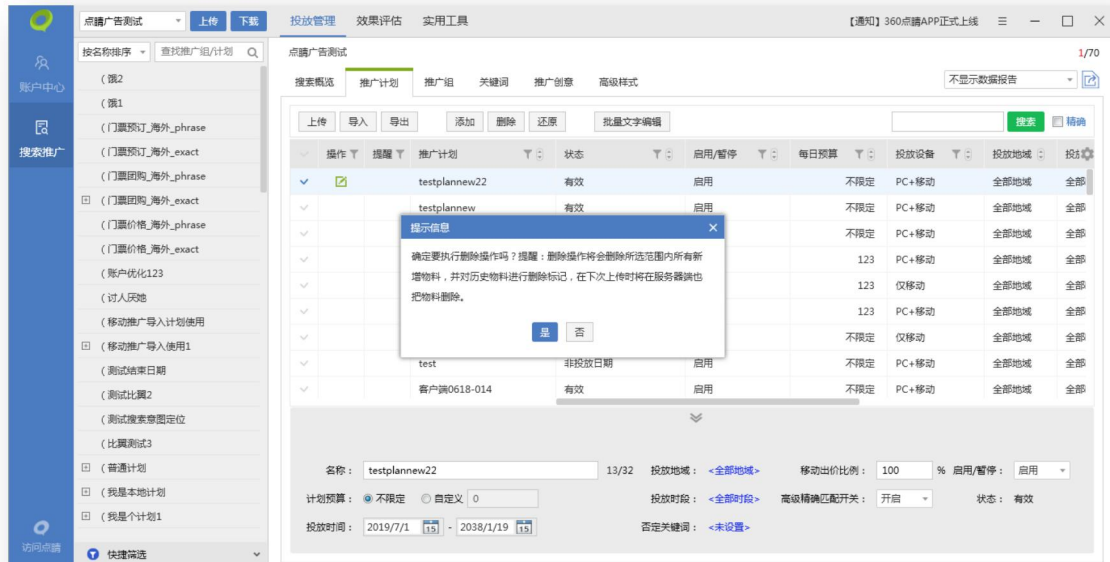 点睛广告测试 上传 下载 投放管理 效果评估 实用工具 【通知】360点睛APP正式上线
按名称排序 查找推广组/计划 点睛广告测试 1/70
账户中心
搜索推广
访问点睛
(饿2
(饿1
(门票预订_海外_phrase
(门票预订_海外_exact
(门票团购_海外_phrase
(门票团购_海外_exact
(门票价格_海外_phrase
(门票价格_海外_exact
(账户优化123
(讨人厌她
(移动推广导入计划使用
(移动推广导入使用1
(测试结束日期
(测试比翼2
(测试搜索意图定位
(比翼测试3
(普通计划
(我是本地计划
(我是个计划1
快捷筛选
搜索概览 推广计划 推广组 关键词 推广创意 高级样式 不显示数据报告
上传 导入 导出 添加 删除 还原 批量文字编辑 搜索 精确
操作 提醒 推广计划 状态 启用/暂停 每日预算 投放设备 投放地域
testplannew22 有效 启用 不限定 PC+移动 全部地域 全部
testplannew 有效 启用 不限定 PC+移动 全部地域 全部
不限定 PC+移动 全部地域 全部
123 PC+移动 全部地域 全部
123 仅移动 全部地域 全部
123 PC+移动 全部地域 全部
不限定 仅移动 全部地域 全部
test 非投放日期 启用 不限定 PC+移动 全部地域 全部
客户端0618-014 有效 启用 不限定 PC+移动 全部地域 全部
提示信息
确定要执行删除操作吗？提醒：删除操作将会删除所选范围内所有新
增物料，并对历史物料进行删除标记，在下次上传时将在服务器端也
把物料删除。
是 否
名称： testplannew22 13/32 投放地域： <全部地域> 移动出价比例： 100 % 启用/暂停： 启用
计划预算： 不限定 自定义 0 投放时段： <全部时段> 高级精确匹配开关： 开启 状态： 有效
投放时间： 2019/7/1 15 - 2038/1/19 15 否定关键词： <未设置>